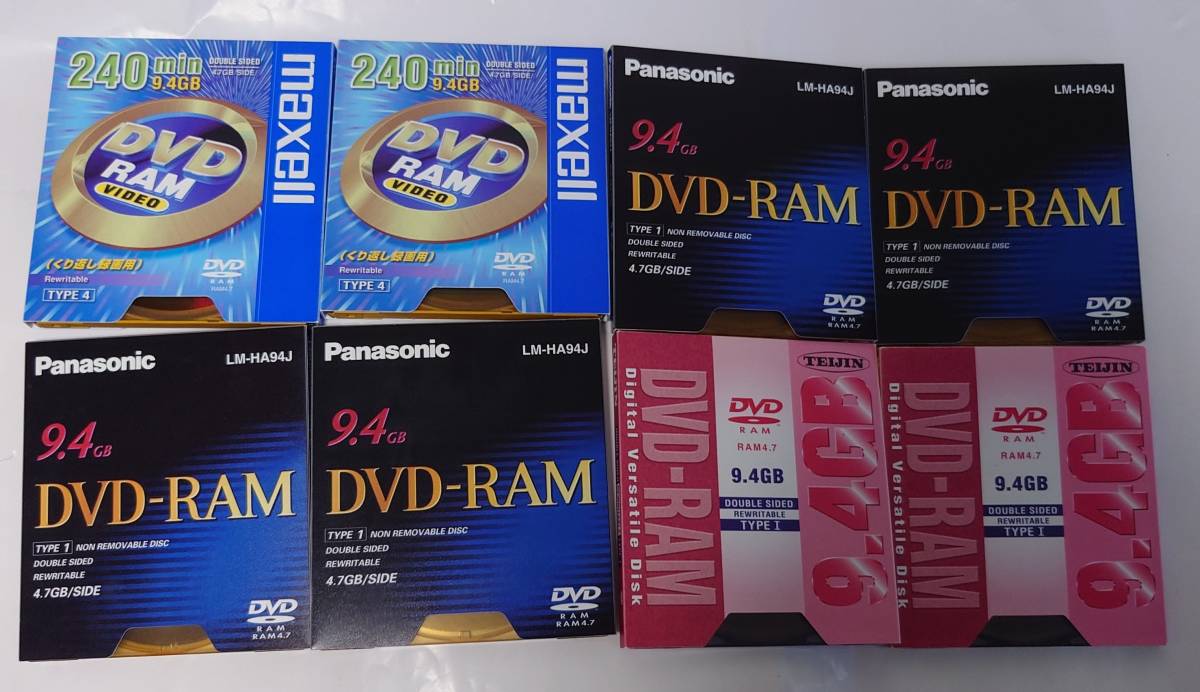 240 min
9.4GB
DOUBLE SIDED
4.7GB/SIDE
maxell
DVD
RAM
VIDEO
(くり返し録画用)
Rewritable
TYPE 4
DVD
RAM4.7
240 min
9.4GB
DOUBLE SIDED
4.7GB/SIDE
maxell
DVD
RAM
VIDEO
(くり返し録画用)
Rewritable
TYPE 4
DVD
RAM4.7
Panasonic
LM-HA94J
9.4GB
DVD-RAM
TYPE 1 NON REMOVABLE DISC
DOUBLE SIDED
REWRITABLE
4.7GB/SIDE
DVD
RAM
RAM4.7
Panasonic
LM-HA94J
9.4GB
DVD-RAM
TYPE 1 NON REMOVABLE DISC
DOUBLE SIDED
REWRITABLE
4.7GB/SIDE
DVD
RAM
RAM4.7
Panasonic
LM-HA94J
9.4GB
DVD-RAM
TYPE 1 NON REMOVABLE DISC
DOUBLE SIDED
REWRITABLE
4.7GB/SIDE
DVD
RAM
RAM4.7
Panasonic
LM-HA94J
9.4GB
DVD-RAM
TYPE 1 NON REMOVABLE DISC
DOUBLE SIDED
REWRITABLE
4.7GB/SIDE
DVD
RAM
RAM4.7
DVD-RAM
Digital Versatile Disk
DVD
RAM
RAM4.7
9.4GB
DOUBLE SIDED
REWRITABLE
TYPE I
TEIJIN
9.4GB
DVD-RAM
Digital Versatile Disk
DVD
RAM
RAM4.7
9.4GB
DOUBLE SIDED
REWRITABLE
TYPE I
TEIJIN
9.4GB